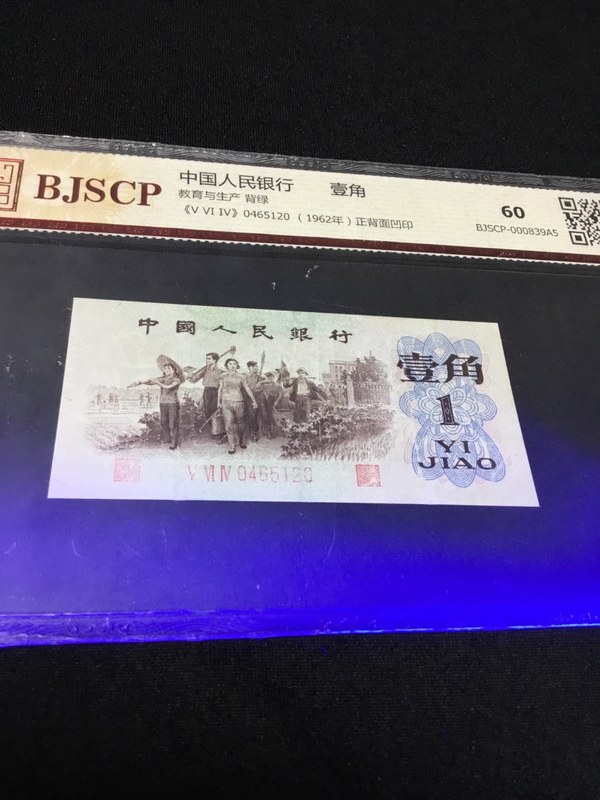 BJSCP
中国人民银行 壹角
教育与生产 背绿
《V VI IV》0465120 (1962年) 正背面凹印
60
BJSCP-000839A5
中國人民銀行
壹角
1
YI
JIAO
V VI IV 0465120